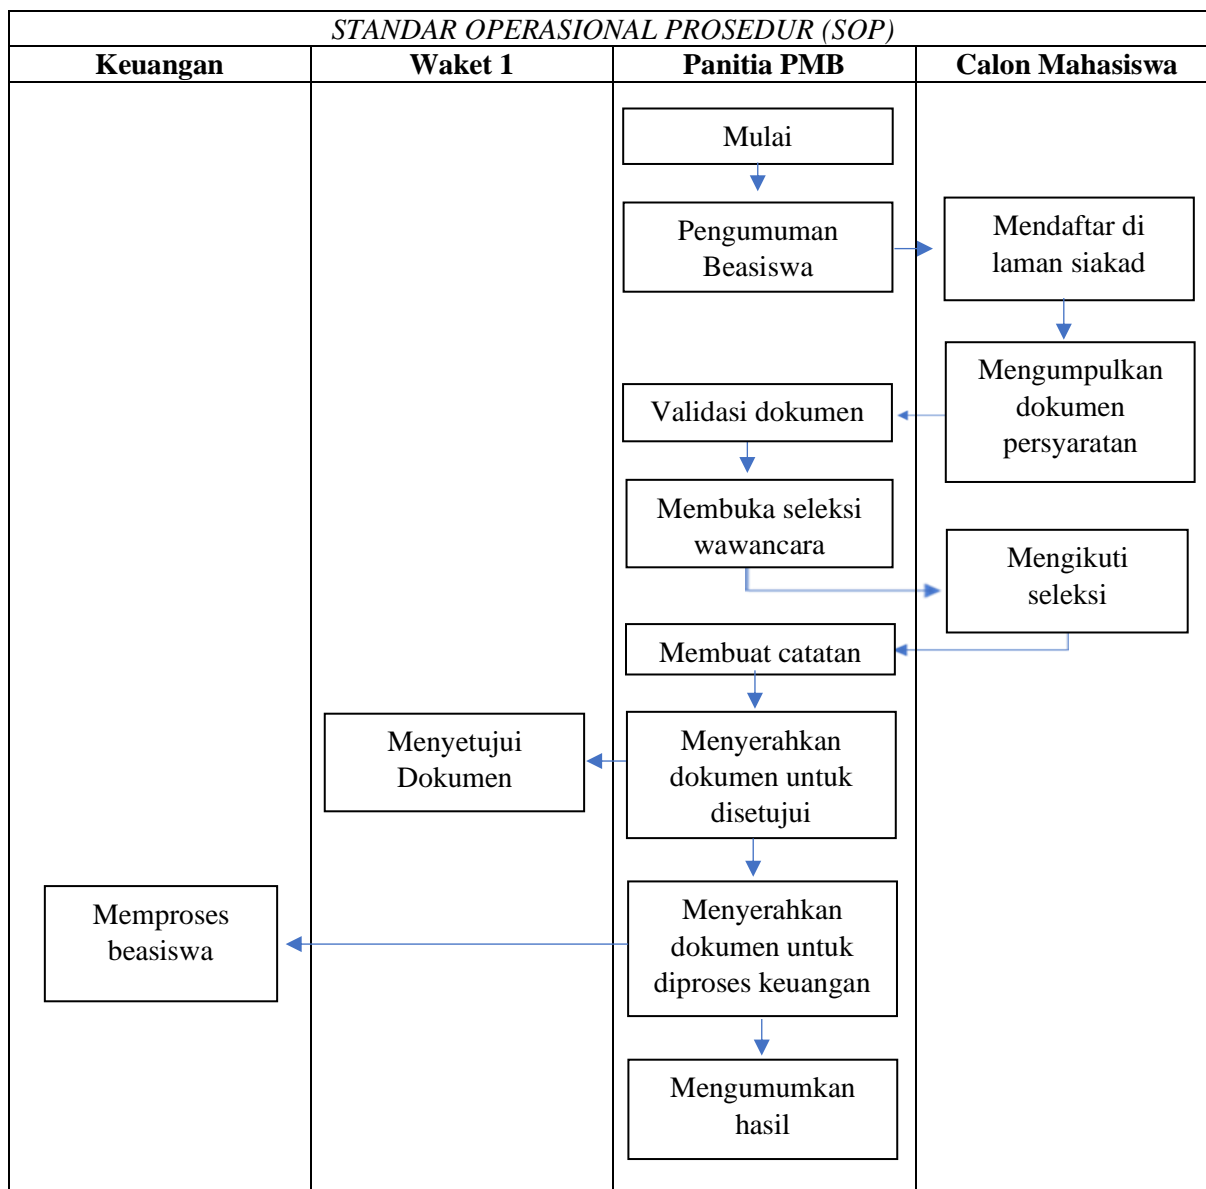 STANDAR OPERASIONAL PROSEDUR (SOP)
Keuangan
Waket 1
Panitia PMB
Calon Mahasiswa
Mulai
Pengumuman
Beasiswa
Mendaftar di
laman siakad
Mengumpulkan
dokumen
persyaratan
Validasi dokumen
Membuka seleksi
wawancara
Mengikuti
seleksi
Membuat catatan
Menyerahkan
dokumen untuk
disetujui
Menyetujui
Dokumen
Menyerahkan
dokumen untuk
diproses keuangan
Memproses
beasiswa
Mengumumkan
hasil